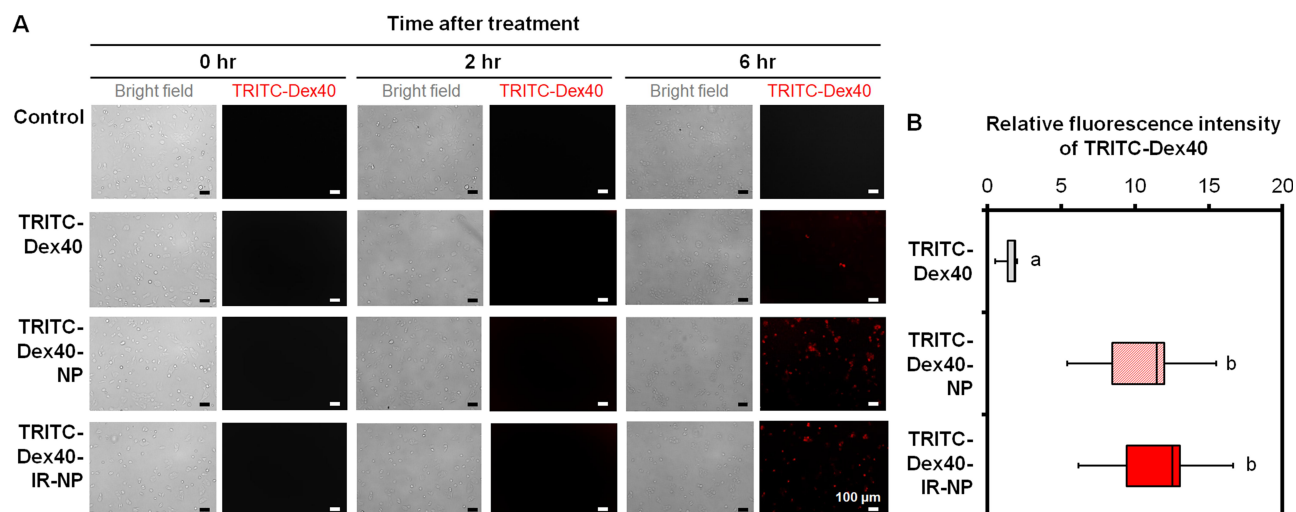 A
Time after treatment
0 hr
2 hr
6 hr
Bright field
TRITC-Dex40
Bright field
TRITC-Dex40
Bright field
TRITC-Dex40
Control
TRITC-
Dex40
TRITC-
Dex40-
NP
TRITC-
Dex40-
IR-NP
100 µm
B
Relative fluorescence intensity
of TRITC-Dex40
0
5
10
15
20
TRITC-
Dex40
a
TRITC-
Dex40-
NP
b
TRITC-
Dex40-
IR-NP
b